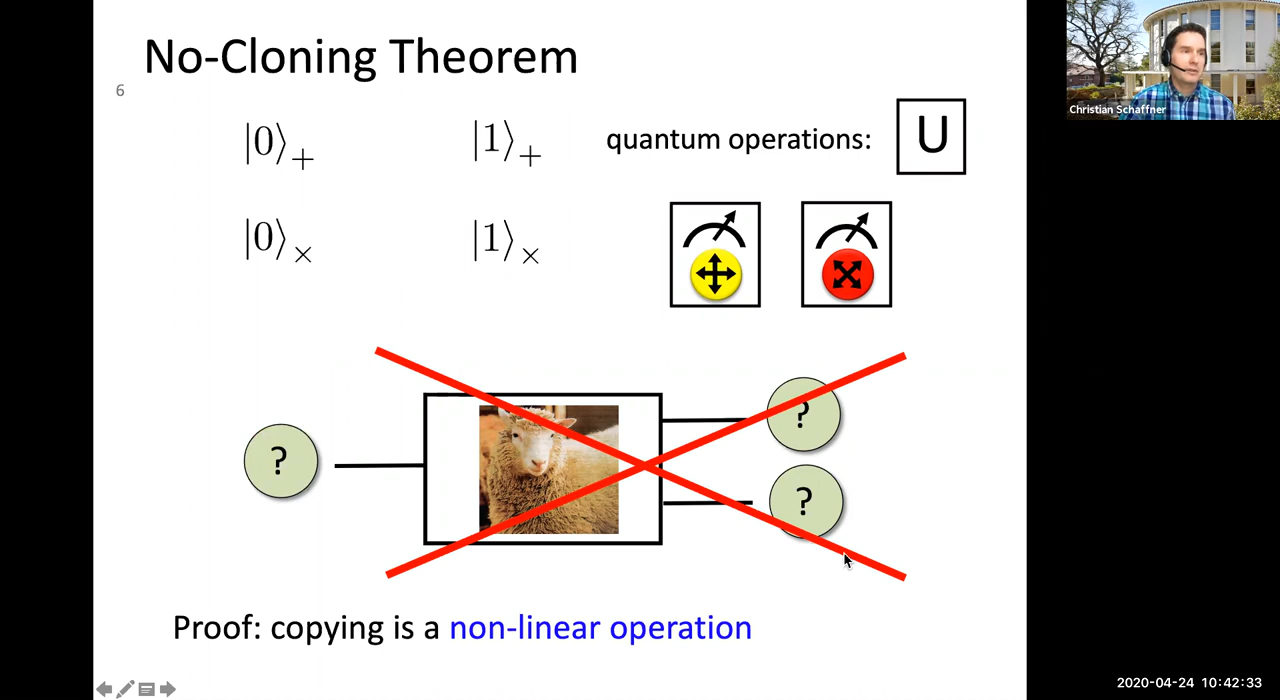 No-Cloning Theorem
6
|0⟩+ |1⟩+ quantum operations: U
|0⟩× |1⟩×
?
?
?
Proof: copying is a non-linear operation
Christian Schaffner
2020-04-24 10:42:33